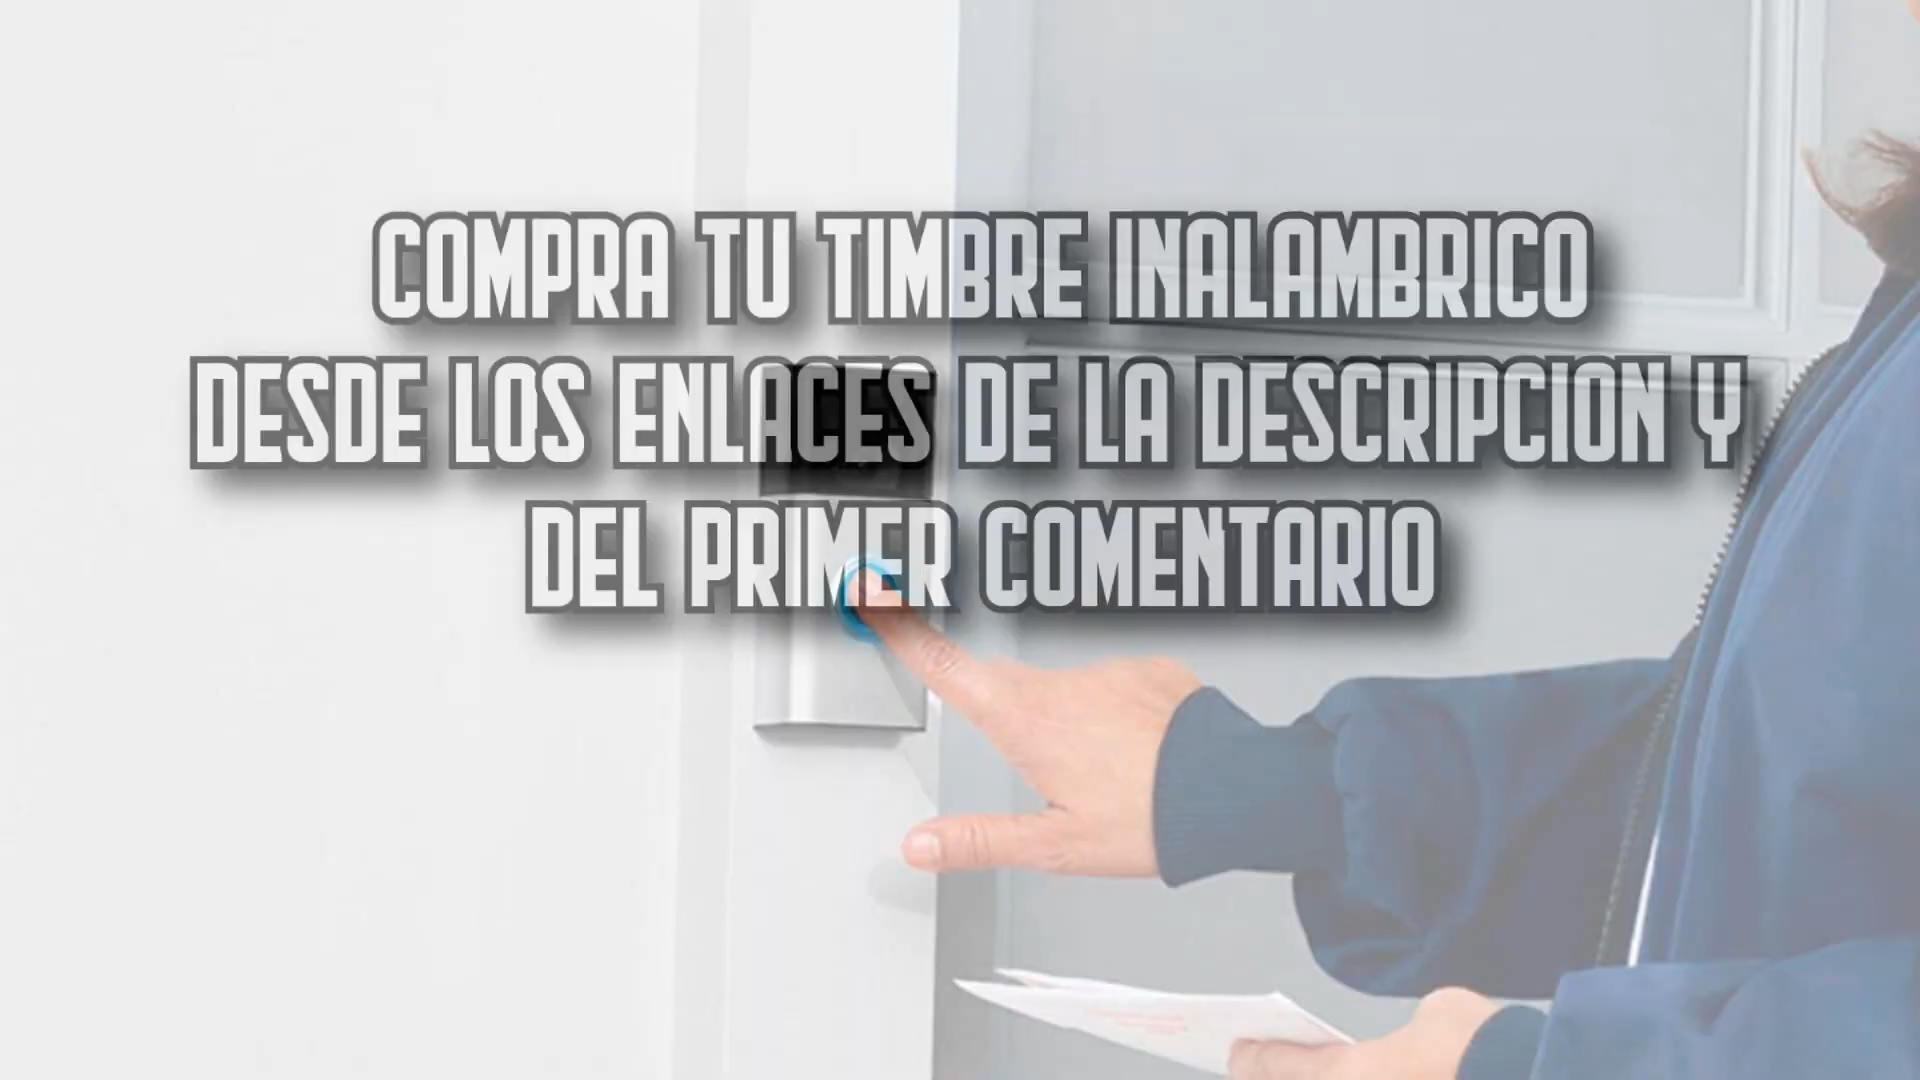 COMPRA TU TIMBRE INALAMBRICO
DESDE LOS ENLACES DE LA DESCRIPCION Y
DEL PRIMER COMENTARIO